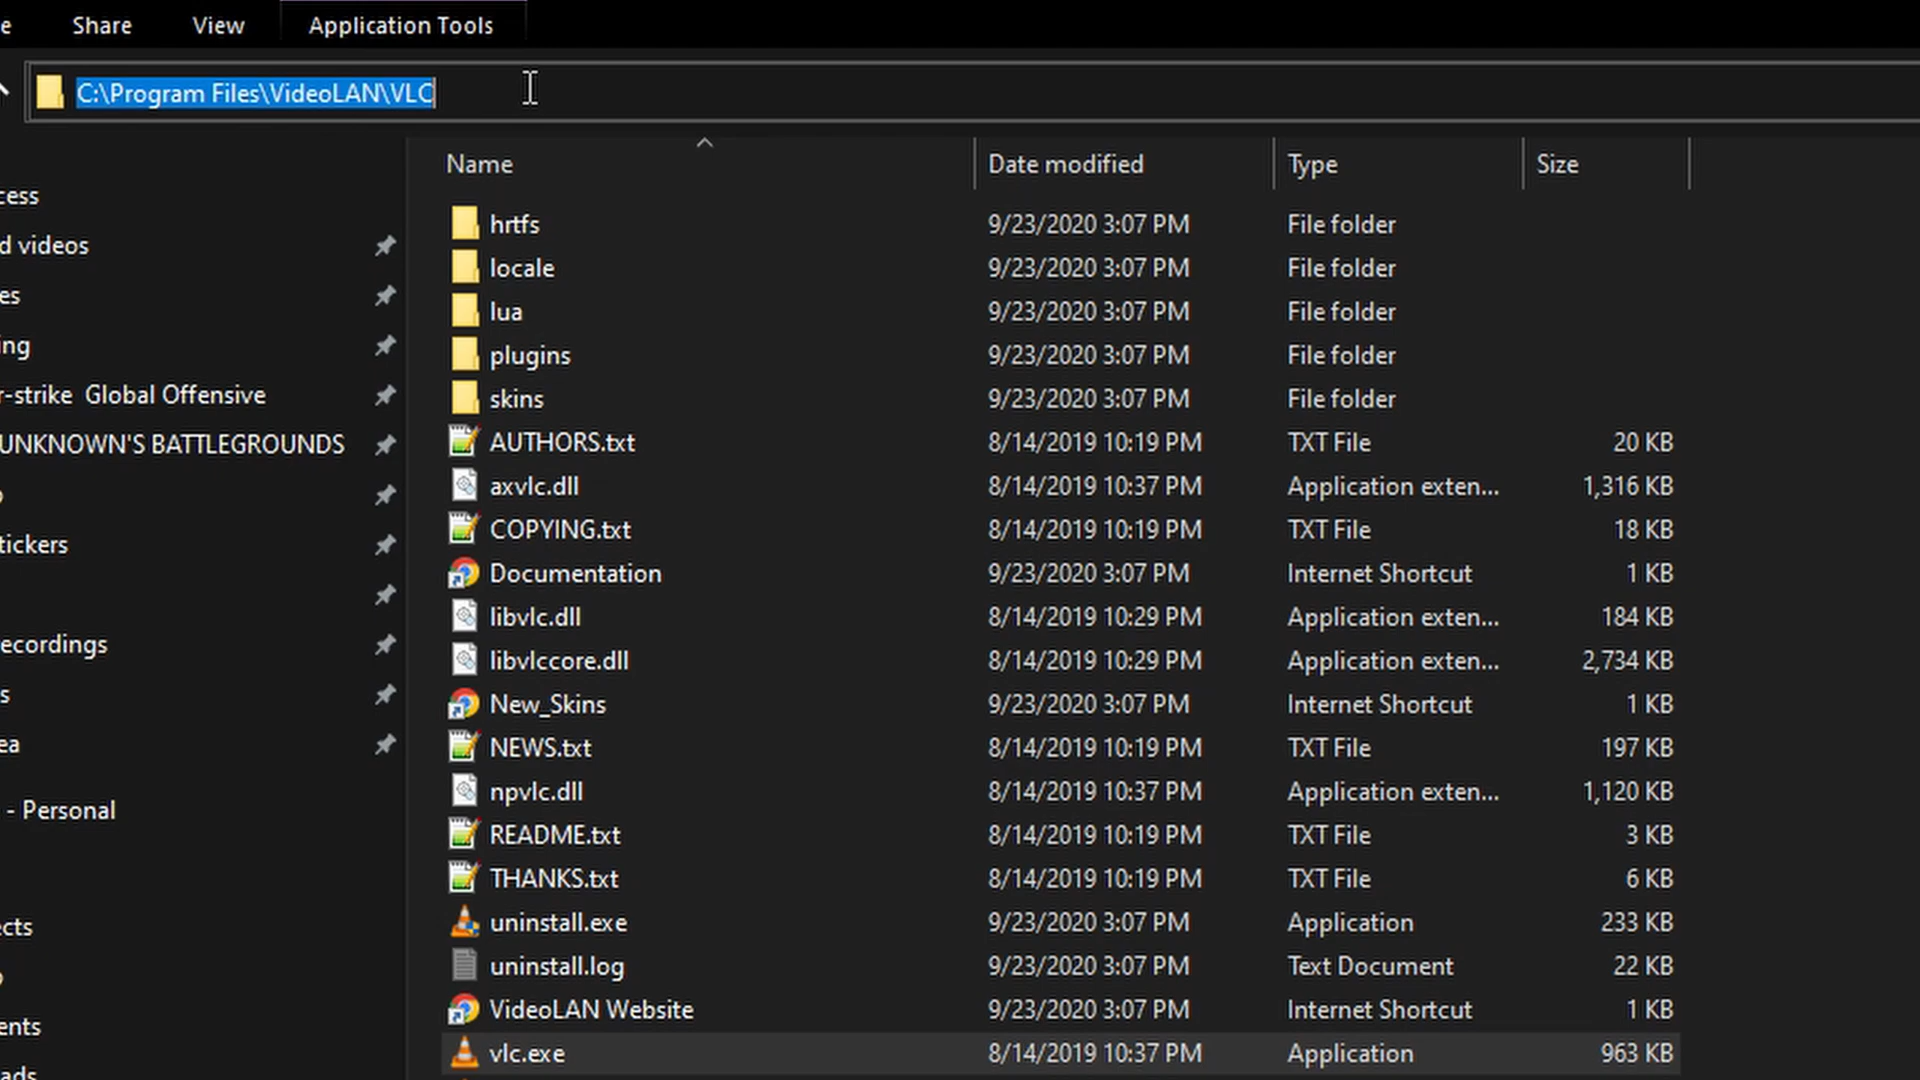 e Share View Application Tools
C:\Program Files\VideoLAN\VLC
Name Date modified Type Size
cess
d videos
es
ing
r-strike Global Offensive
UNKNOWN'S BATTLEGROUNDS
tickers
ecordings
s
ea
- Personal
cts
ents
ads
hrtfs 9/23/2020 3:07 PM File folder
locale 9/23/2020 3:07 PM File folder
lua 9/23/2020 3:07 PM File folder
plugins 9/23/2020 3:07 PM File folder
skins 9/23/2020 3:07 PM File folder
AUTHORS.txt 8/14/2019 10:19 PM TXT File 20 KB
axvlc.dll 8/14/2019 10:37 PM Application exten... 1,316 KB
COPYING.txt 8/14/2019 10:19 PM TXT File 18 KB
Documentation 9/23/2020 3:07 PM Internet Shortcut 1 KB
libvlc.dll 8/14/2019 10:29 PM Application exten... 184 KB
libvlccore.dll 8/14/2019 10:29 PM Application exten... 2,734 KB
New_Skins 9/23/2020 3:07 PM Internet Shortcut 1 KB
NEWS.txt 8/14/2019 10:19 PM TXT File 197 KB
npvlc.dll 8/14/2019 10:37 PM Application exten... 1,120 KB
README.txt 8/14/2019 10:19 PM TXT File 3 KB
THANKS.txt 8/14/2019 10:19 PM TXT File 6 KB
uninstall.exe 9/23/2020 3:07 PM Application 233 KB
uninstall.log 9/23/2020 3:07 PM Text Document 22 KB
VideoLAN Website 9/23/2020 3:07 PM Internet Shortcut 1 KB
vlc.exe 8/14/2019 10:37 PM Application 963 KB